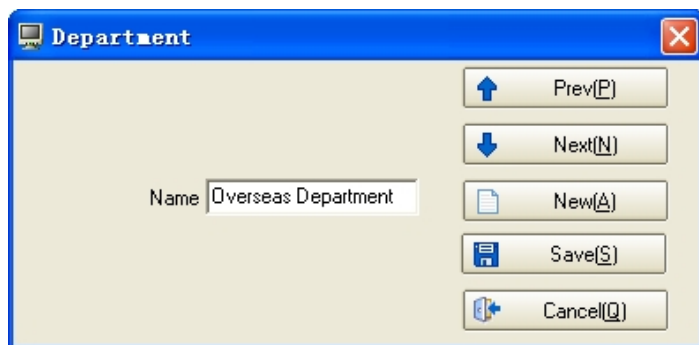 Department
Prev(P)
Next(N)
Name Overseas Department
New(A)
Save(S)
Cancel(Q)